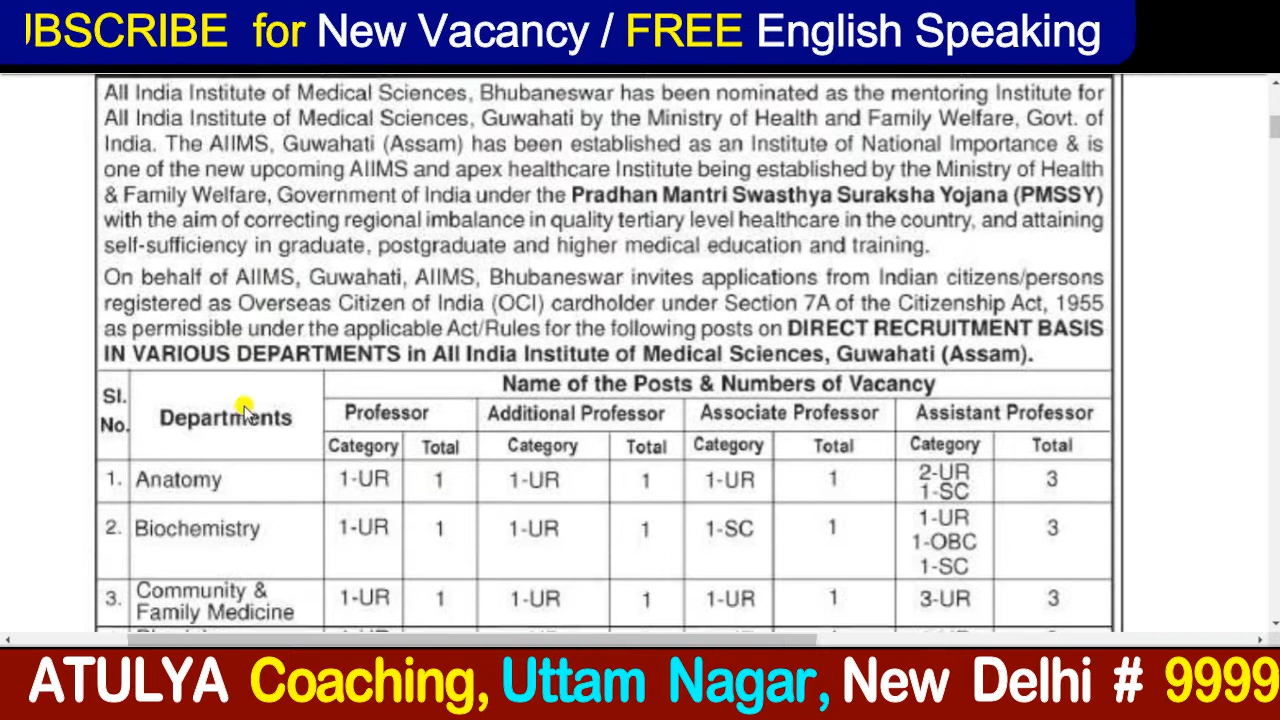 JBSCRIBE for New Vacancy / FREE English Speaking
All India Institute of Medical Sciences, Bhubaneswar has been nominated as the mentoring Institute for
All India Institute of Medical Sciences, Guwahati by the Ministry of Health and Family Welfare, Govt. of
India. The AIIMS, Guwahati (Assam) has been established as an Institute of National Importance & is
one of the new upcoming AIIMS and apex healthcare Institute being established by the Ministry of Health
& Family Welfare, Government of India under the Pradhan Mantri Swasthya Suraksha Yojana (PMSSY)
with the aim of correcting regional imbalance in quality tertiary level healthcare in the country, and attaining
self-sufficiency in graduate, postgraduate and higher medical education and training.
On behalf of AIIMS, Guwahati, AIIMS, Bhubaneswar invites applications from Indian citizens/persons
registered as Overseas Citizen of India (OCI) cardholder under Section 7A of the Citizenship Act, 1955
as permissible under the applicable Act/Rules for the following posts on DIRECT RECRUITMENT BASIS
IN VARIOUS DEPARTMENTS in All India Institute of Medical Sciences, Guwahati (Assam).
Sl. No. Departments Name of the Posts & Numbers of Vacancy
Professor Additional Professor Associate Professor Assistant Professor
Category Total Category Total Category Total Category Total
1. Anatomy 1-UR 1 1-UR 1 1-UR 1 2-UR 3
1-SC
2. Biochemistry 1-UR 1 1-UR 1 1-SC 1 1-UR 3
1-OBC
1-SC
3. Community & 1-UR 1 1-UR 1 1-UR 1 3-UR 3
Family Medicine
ATULYA Coaching, Uttam Nagar, New Delhi # 9999